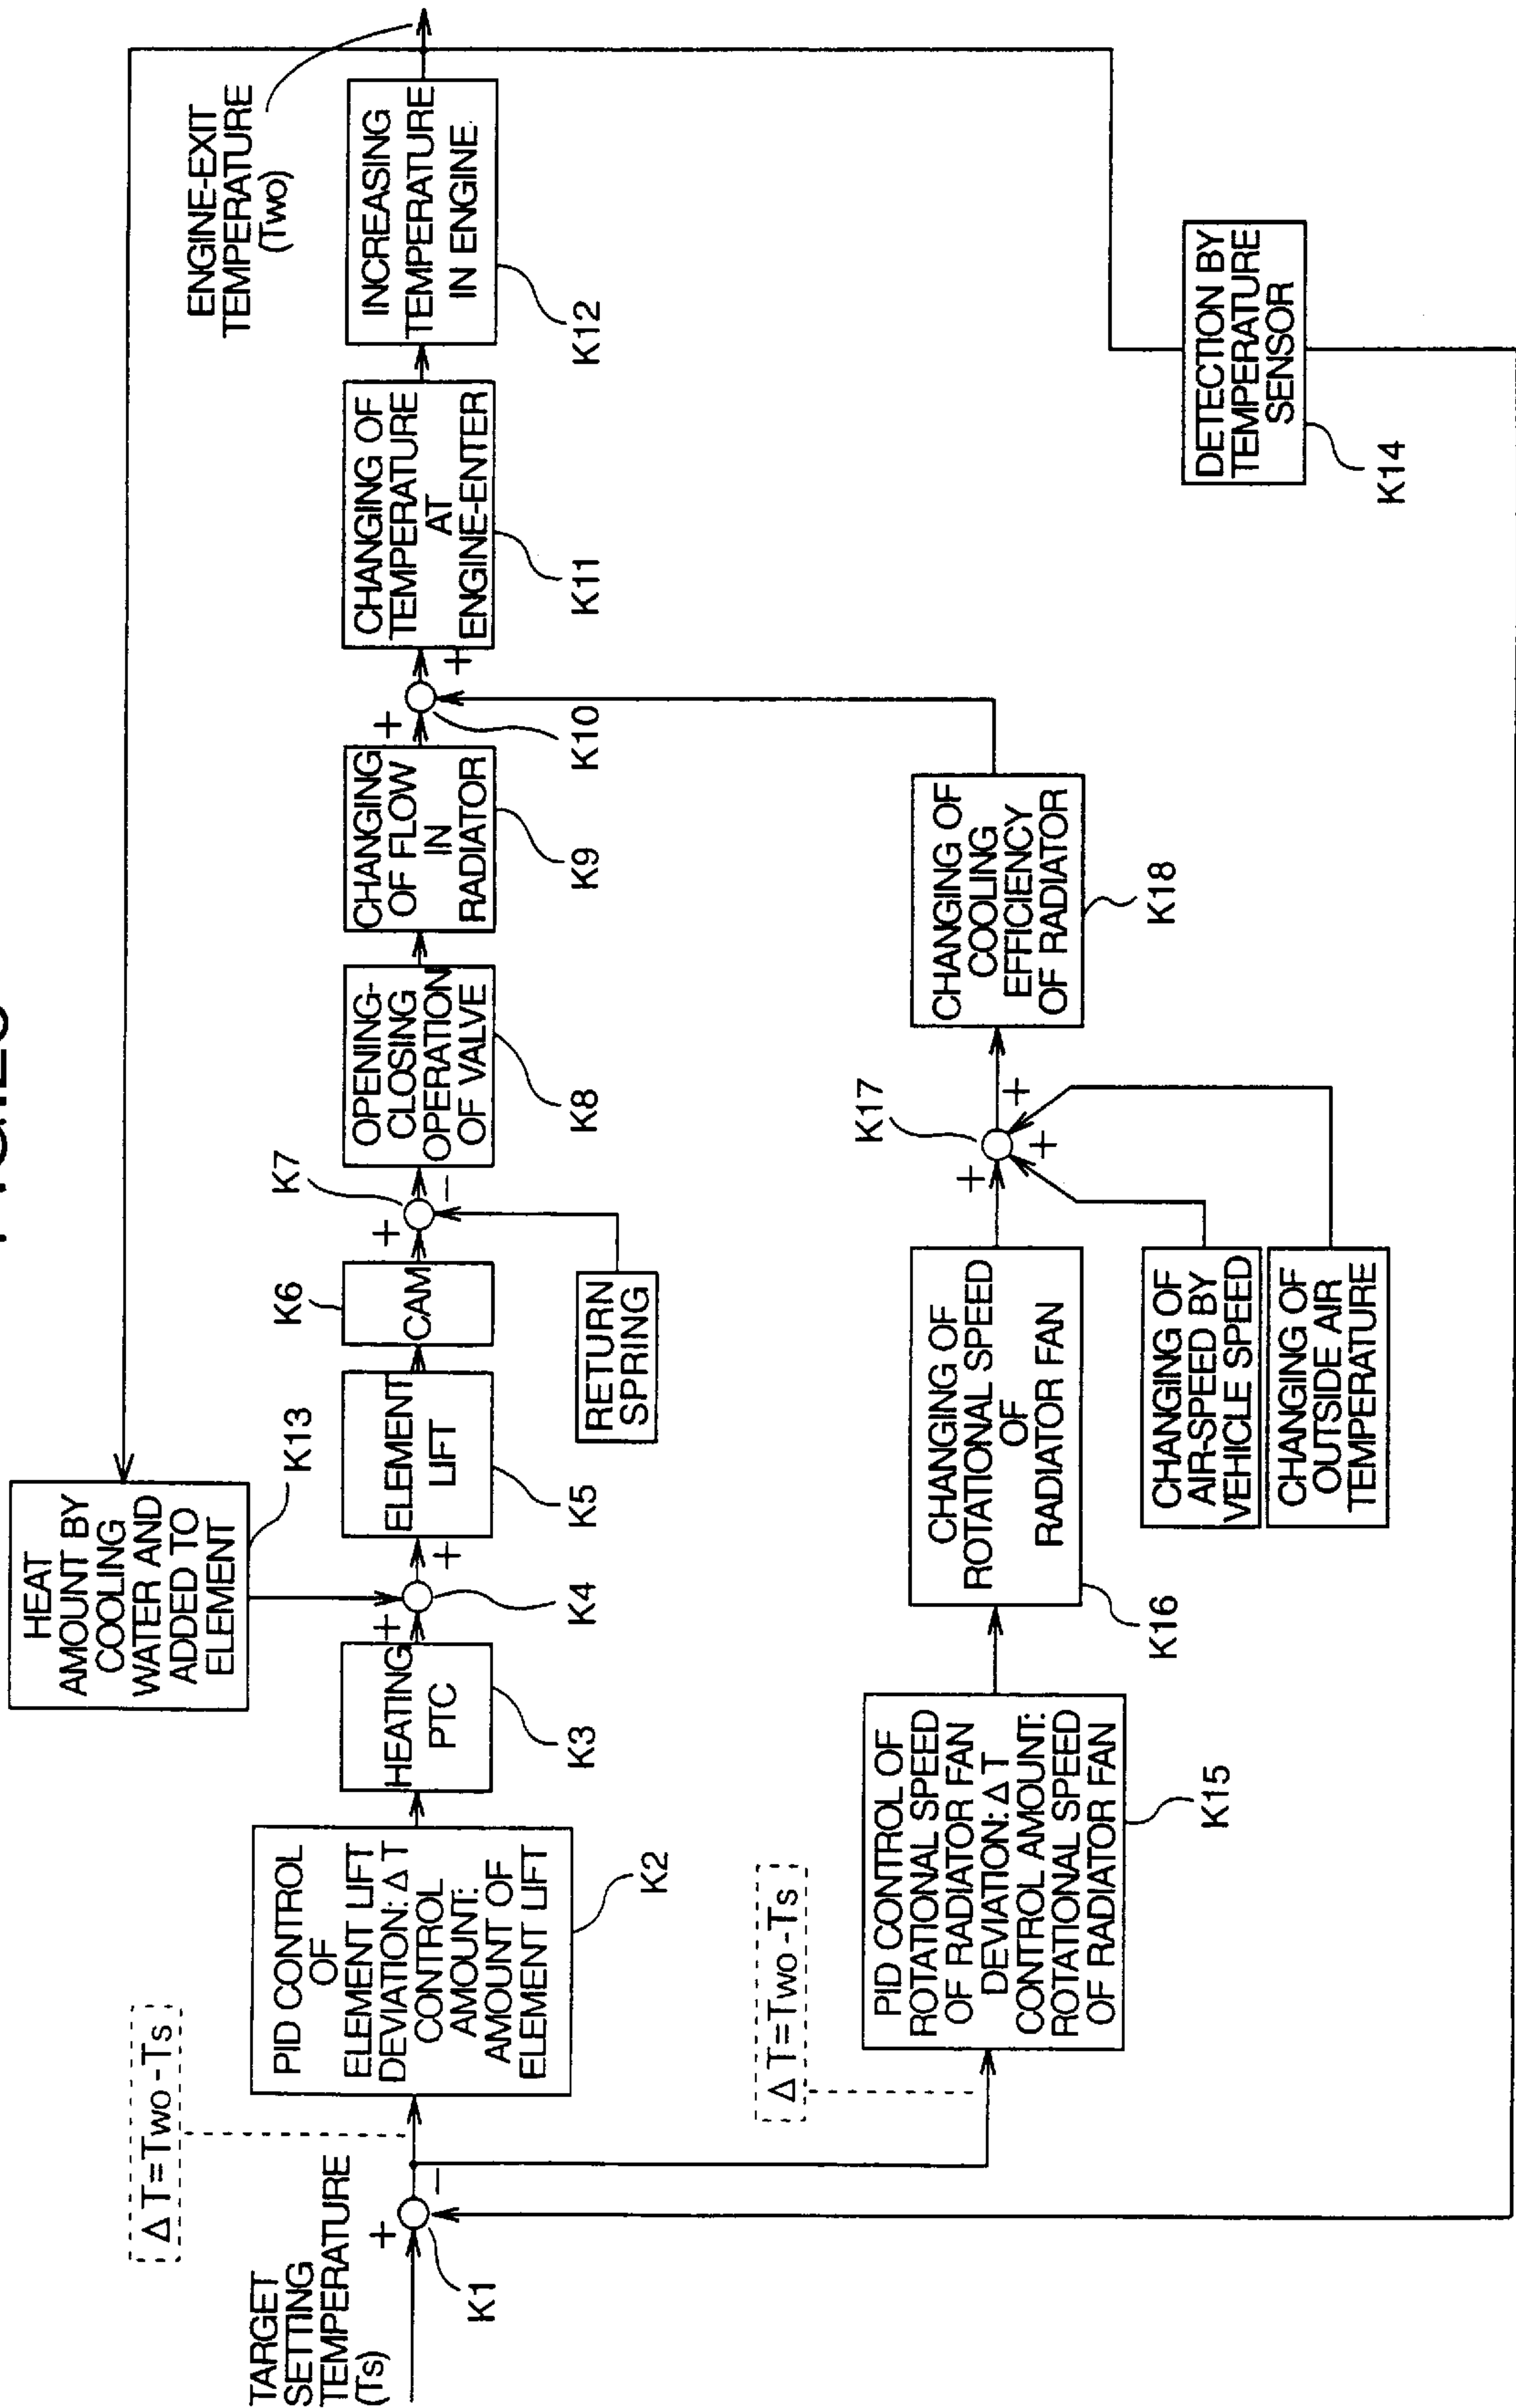 TARGET
SETTING
TEMPERATURE
(Ts)
+
−
K1
Δ T=Two-Ts
PID CONTROL
OF
ELEMENT LIFT
DEVIATION: Δ T
CONTROL
AMOUNT:
AMOUNT OF
ELEMENT LIFT
K2
HEATING
PTC
K3
HEAT
AMOUNT BY
COOLING
WATER AND
ADDED TO
ELEMENT
K13
+
+
K4
ELEMENT
LIFT
K5
CAM
K6
RETURN
SPRING
+
−
K7
OPENING-
CLOSING
OPERATION
OF VALVE
K8
CHANGING
OF FLOW
IN
RADIATOR
K9
+
+
K10
CHANGING OF
TEMPERATURE
AT
ENGINE-ENTER
K11
INCREASING
TEMPERATURE
IN ENGINE
K12
ENGINE-EXIT
TEMPERATURE
(Two)
Δ T=Two-Ts
PID CONTROL OF
ROTATIONAL SPEED
OF RADIATOR FAN
DEVIATION: Δ T
CONTROL AMOUNT:
ROTATIONAL SPEED
OF RADIATOR FAN
K15
CHANGING OF
ROTATIONAL SPEED
OF
RADIATOR FAN
K16
CHANGING OF
AIR-SPEED BY
VEHICLE SPEED
CHANGING OF
OUTSIDE AIR
TEMPERATURE
+
+
+
K17
CHANGING OF
COOLING
EFFICIENCY
OF RADIATOR
K18
DETECTION BY
TEMPERATURE
SENSOR
K14